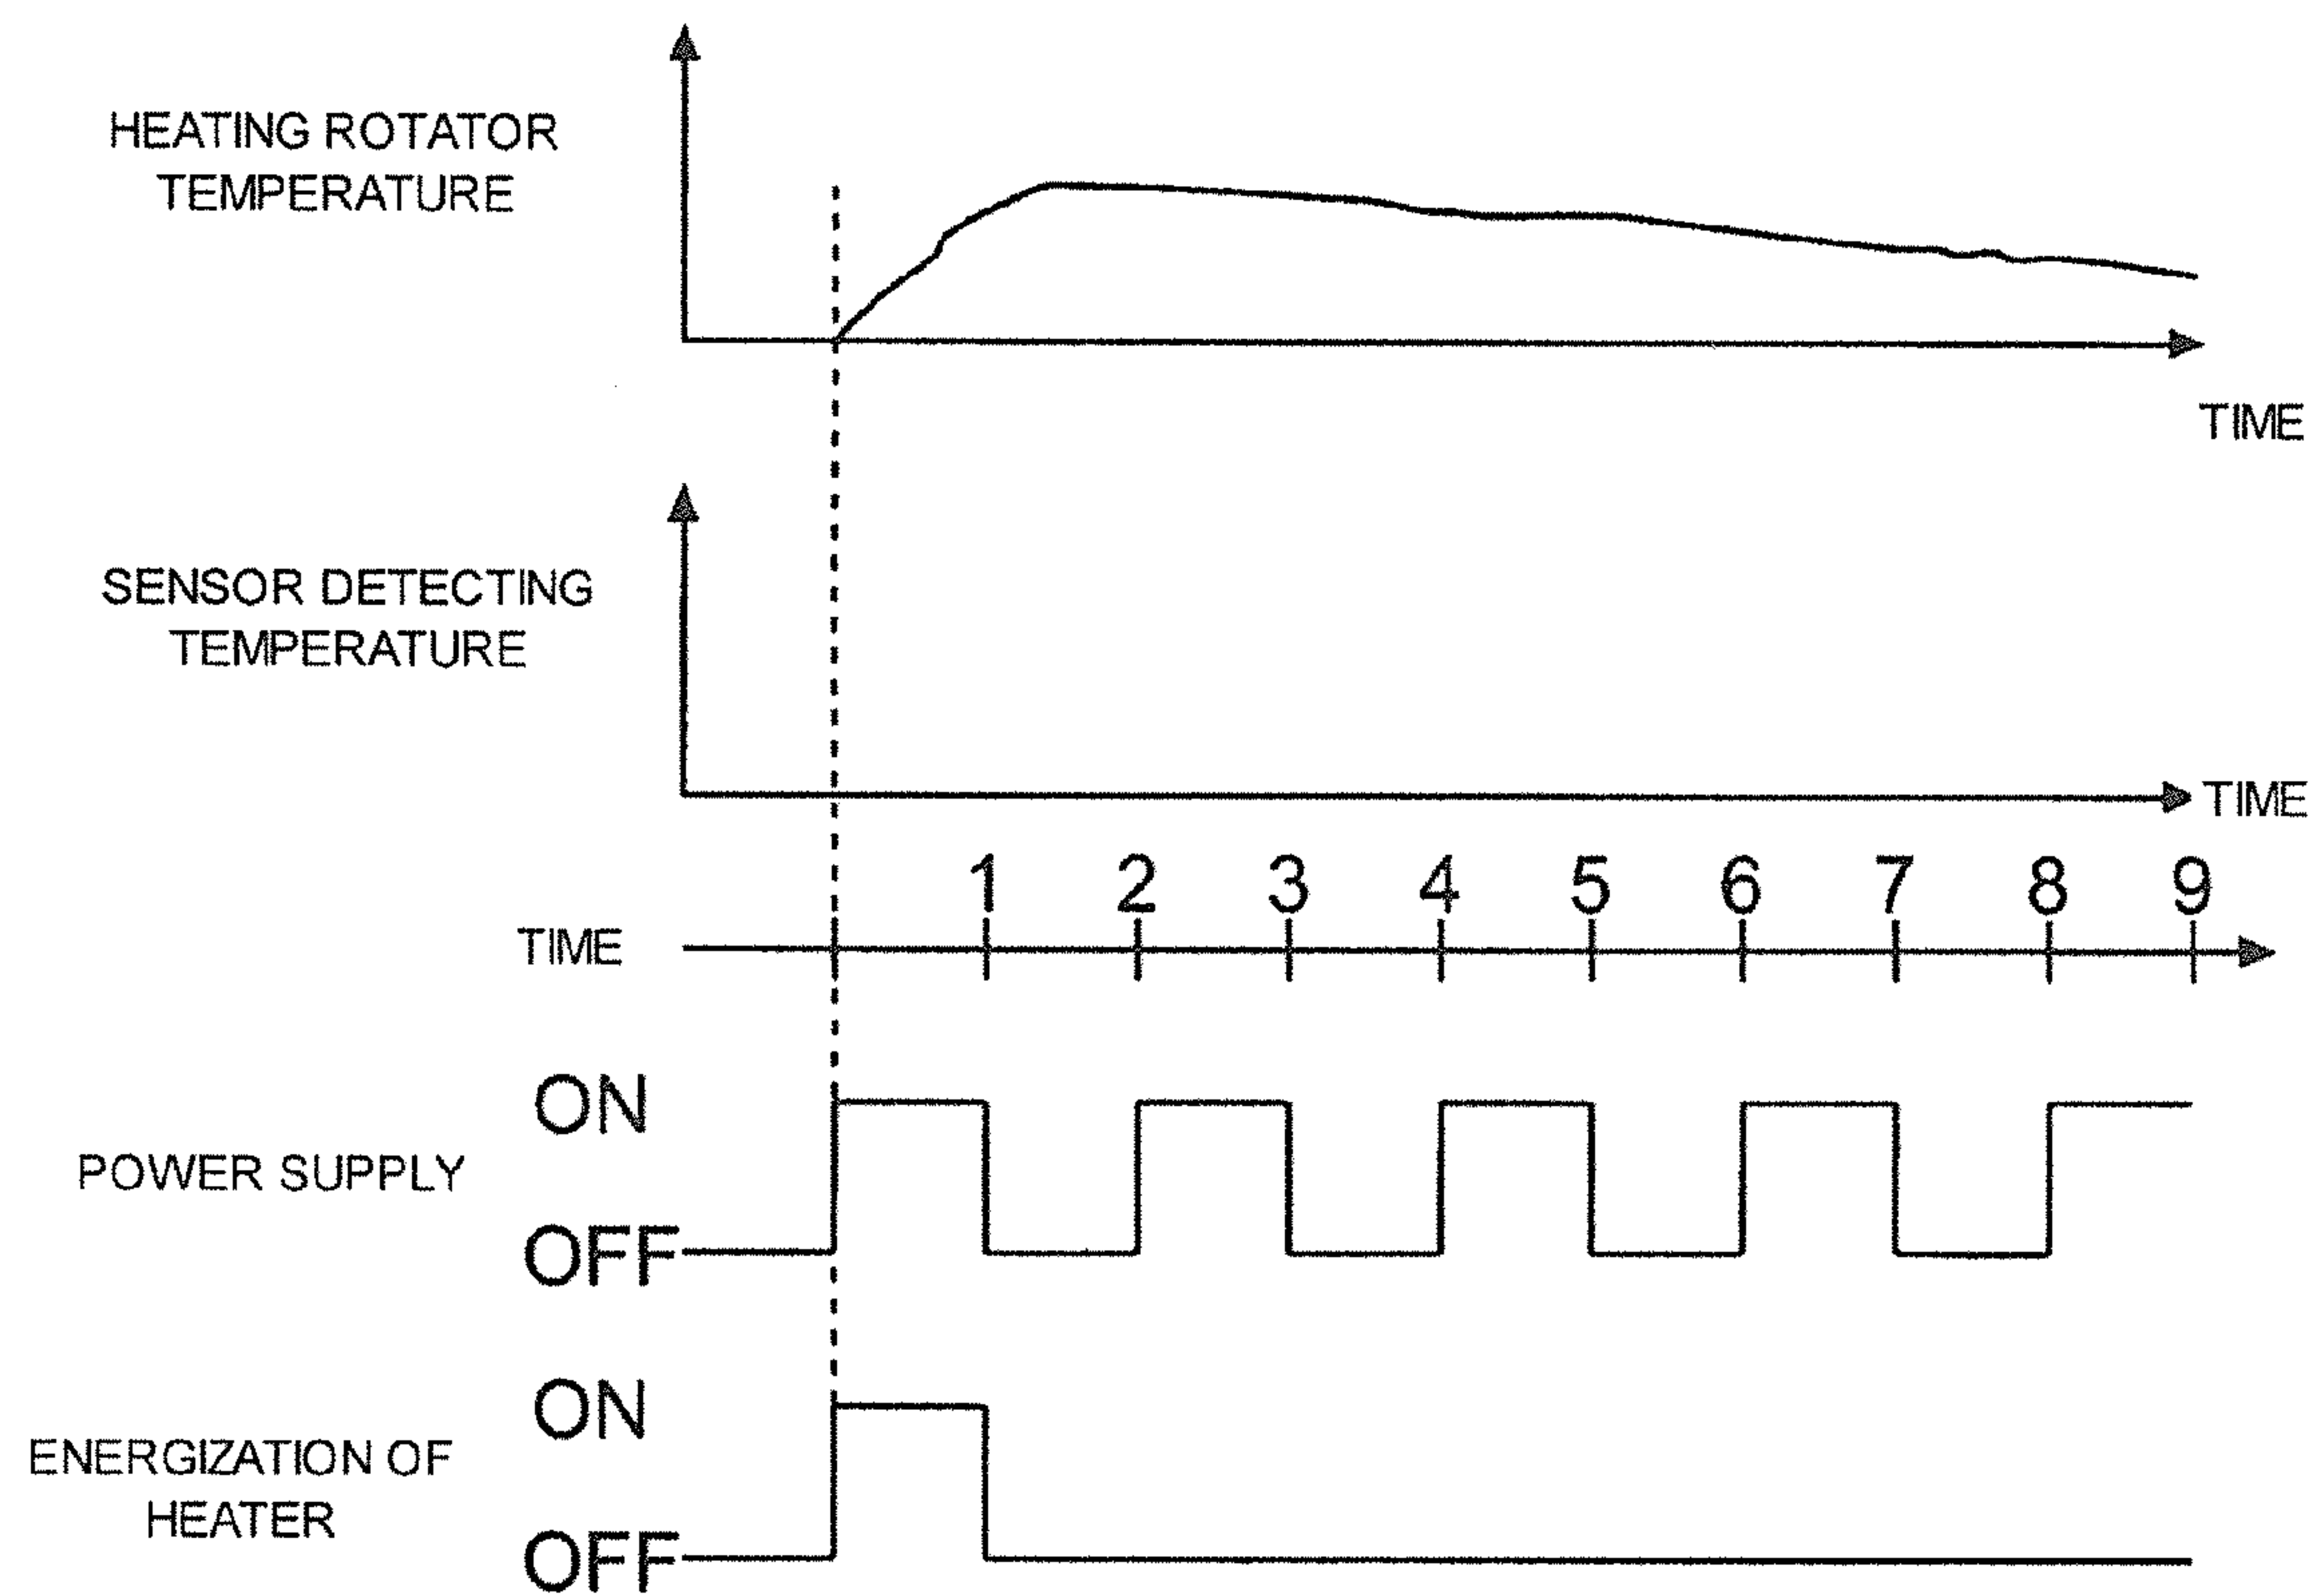 HEATING ROTATOR
TEMPERATURE
TIME
SENSOR DETECTING
TEMPERATURE
TIME
1 2 3 4 5 6 7 8 9
TIME
ON
POWER SUPPLY
OFF
ON
ENERGIZATION OF
HEATER
OFF